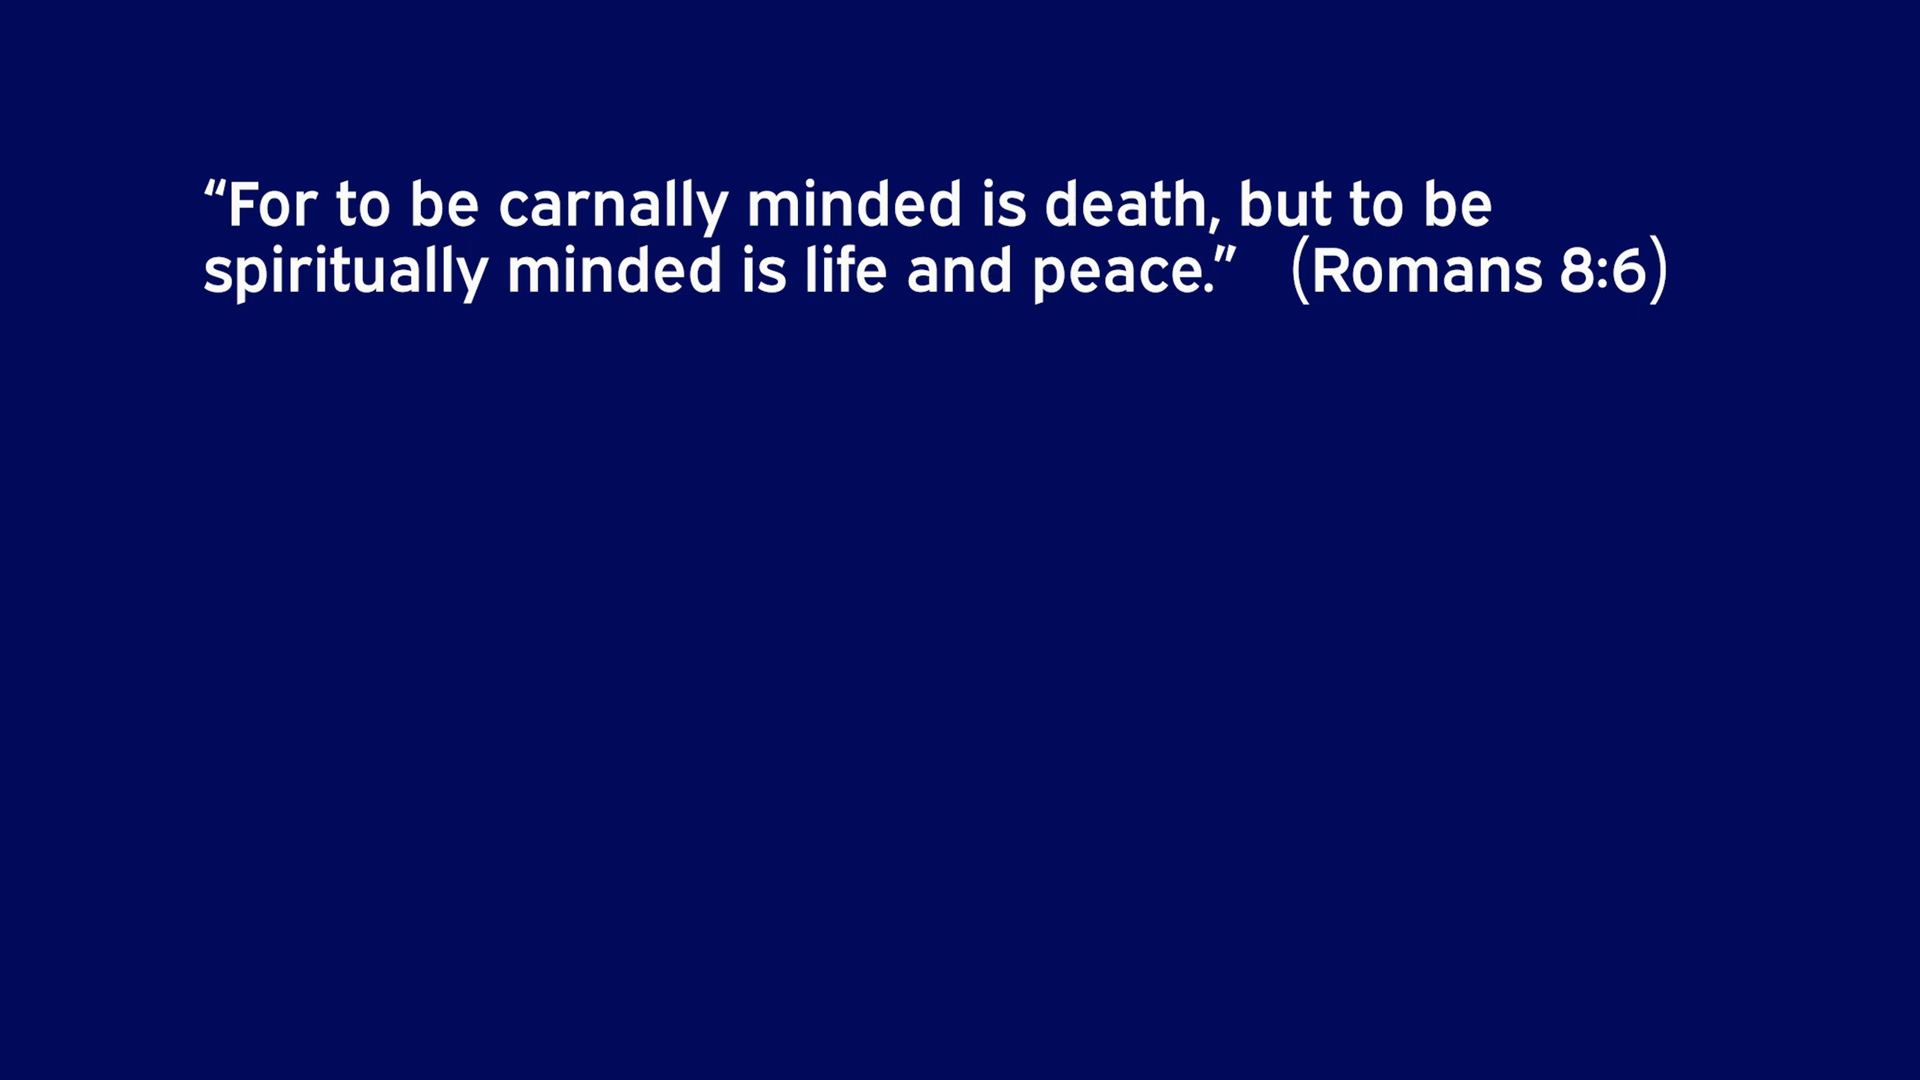 “For to be carnally minded is death, but to be
spiritually minded is life and peace.” (Romans 8:6)